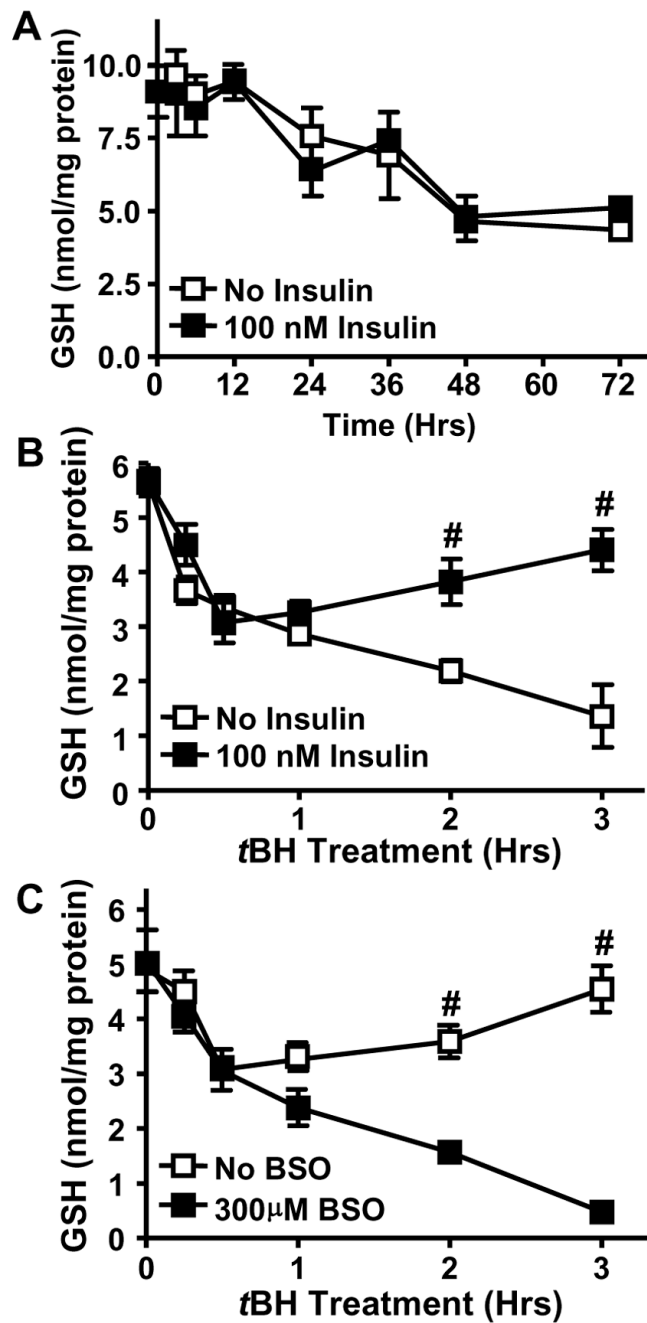 A
GSH (nmol/mg protein)
10.0
7.5
5.0
2.5
0.0
No Insulin
100 nM Insulin
0 12 24 36 48 60 72
Time (Hrs)
B
GSH (nmol/mg protein)
6
5
4
3
2
1
0
# #
No Insulin
100 nM Insulin
0 1 2 3
tBH Treatment (Hrs)
C
GSH (nmol/mg protein)
6
5
4
3
2
1
0
# #
No BSO
300μM BSO
0 1 2 3
tBH Treatment (Hrs)